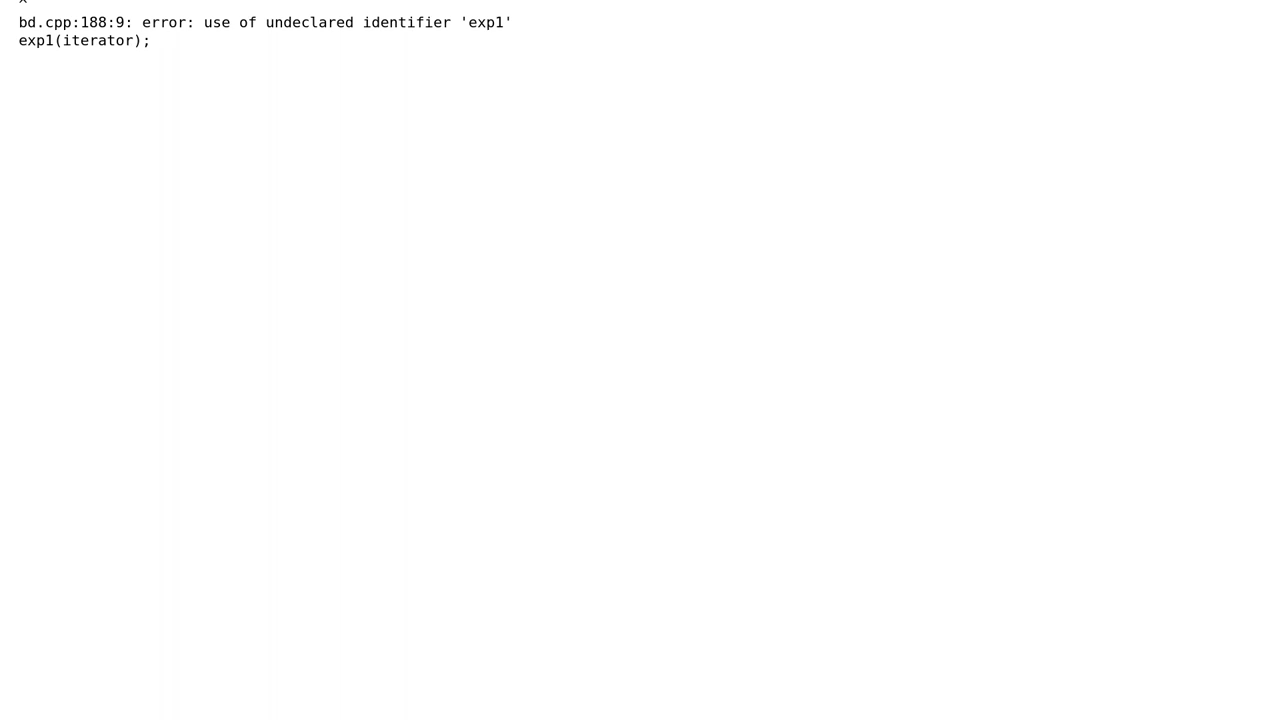 ^
bd.cpp:188:9: error: use of undeclared identifier 'exp1'
exp1(iterator);